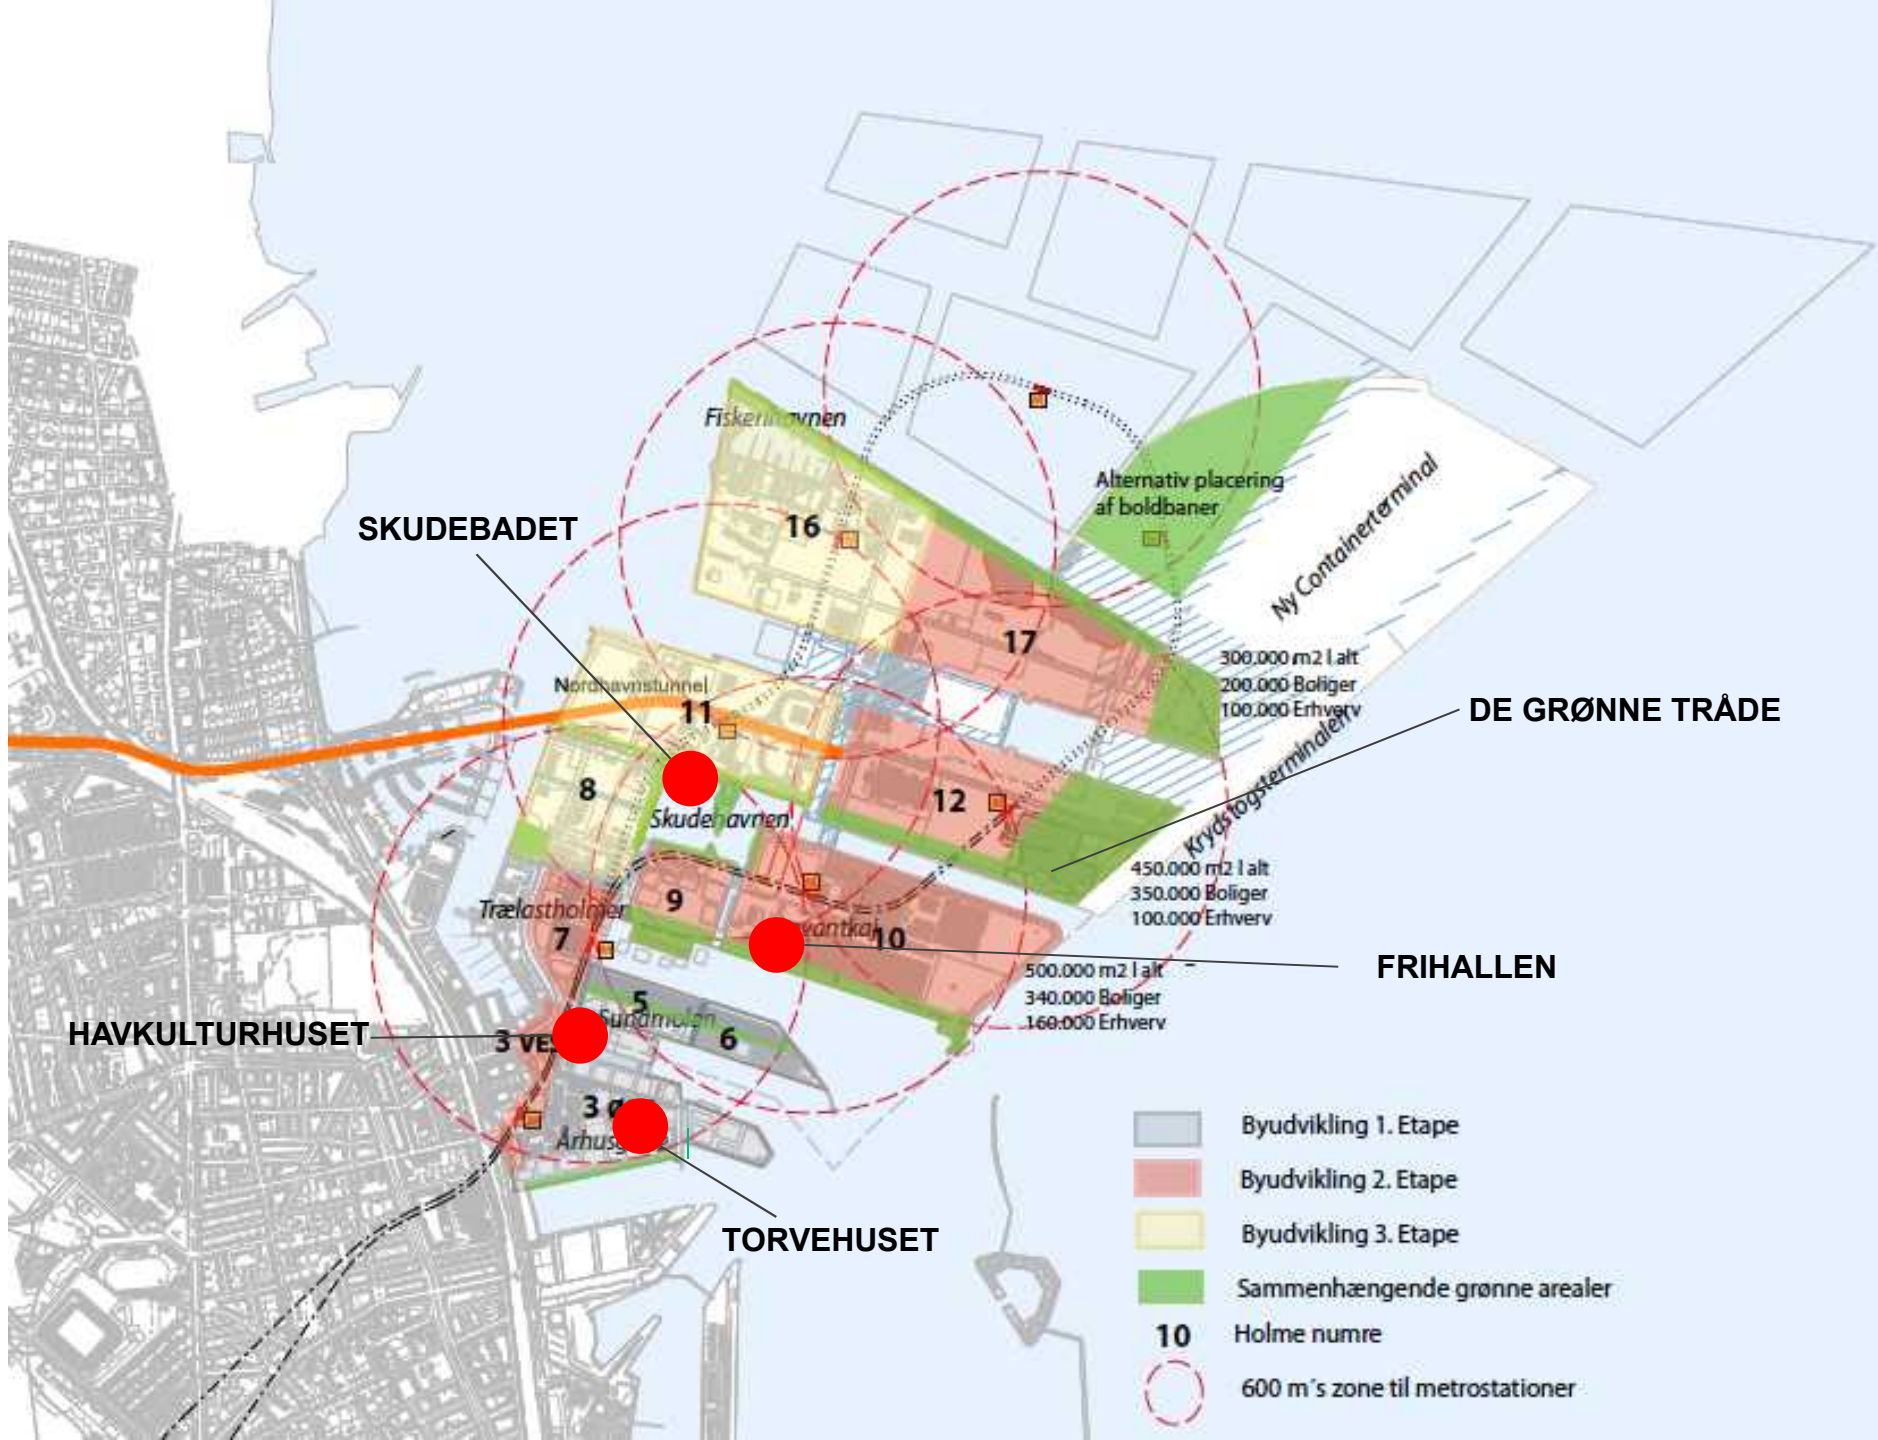 Fiskerihavnen
Alternativ placering
af boldbaner
Ny Containerterminal
SKUDEBADET
16
17
300.000 m2 I alt
200.000 Boliger
100.000 Erhverv
Nordhavnstunnel
11
DE GRØNNE TRÅDE
Krydstogsterminalen
8
12
Skudehavnen
450.000 m2 I alt
350.000 Boliger
100.000 Erhverv
9
Trælastholmen
7
10
FRIHALLEN
500.000 m2 I alt
340.000 Boliger
160.000 Erhverv
5
Sundmolen
6
HAVKULTURHUSET
3 VES
3 Ø
Århusg
TORVEHUSET
Byudvikling 1. Etape
Byudvikling 2. Etape
Byudvikling 3. Etape
Sammenhængende grønne arealer
10 Holme numre
600 m´s zone til metrostationer